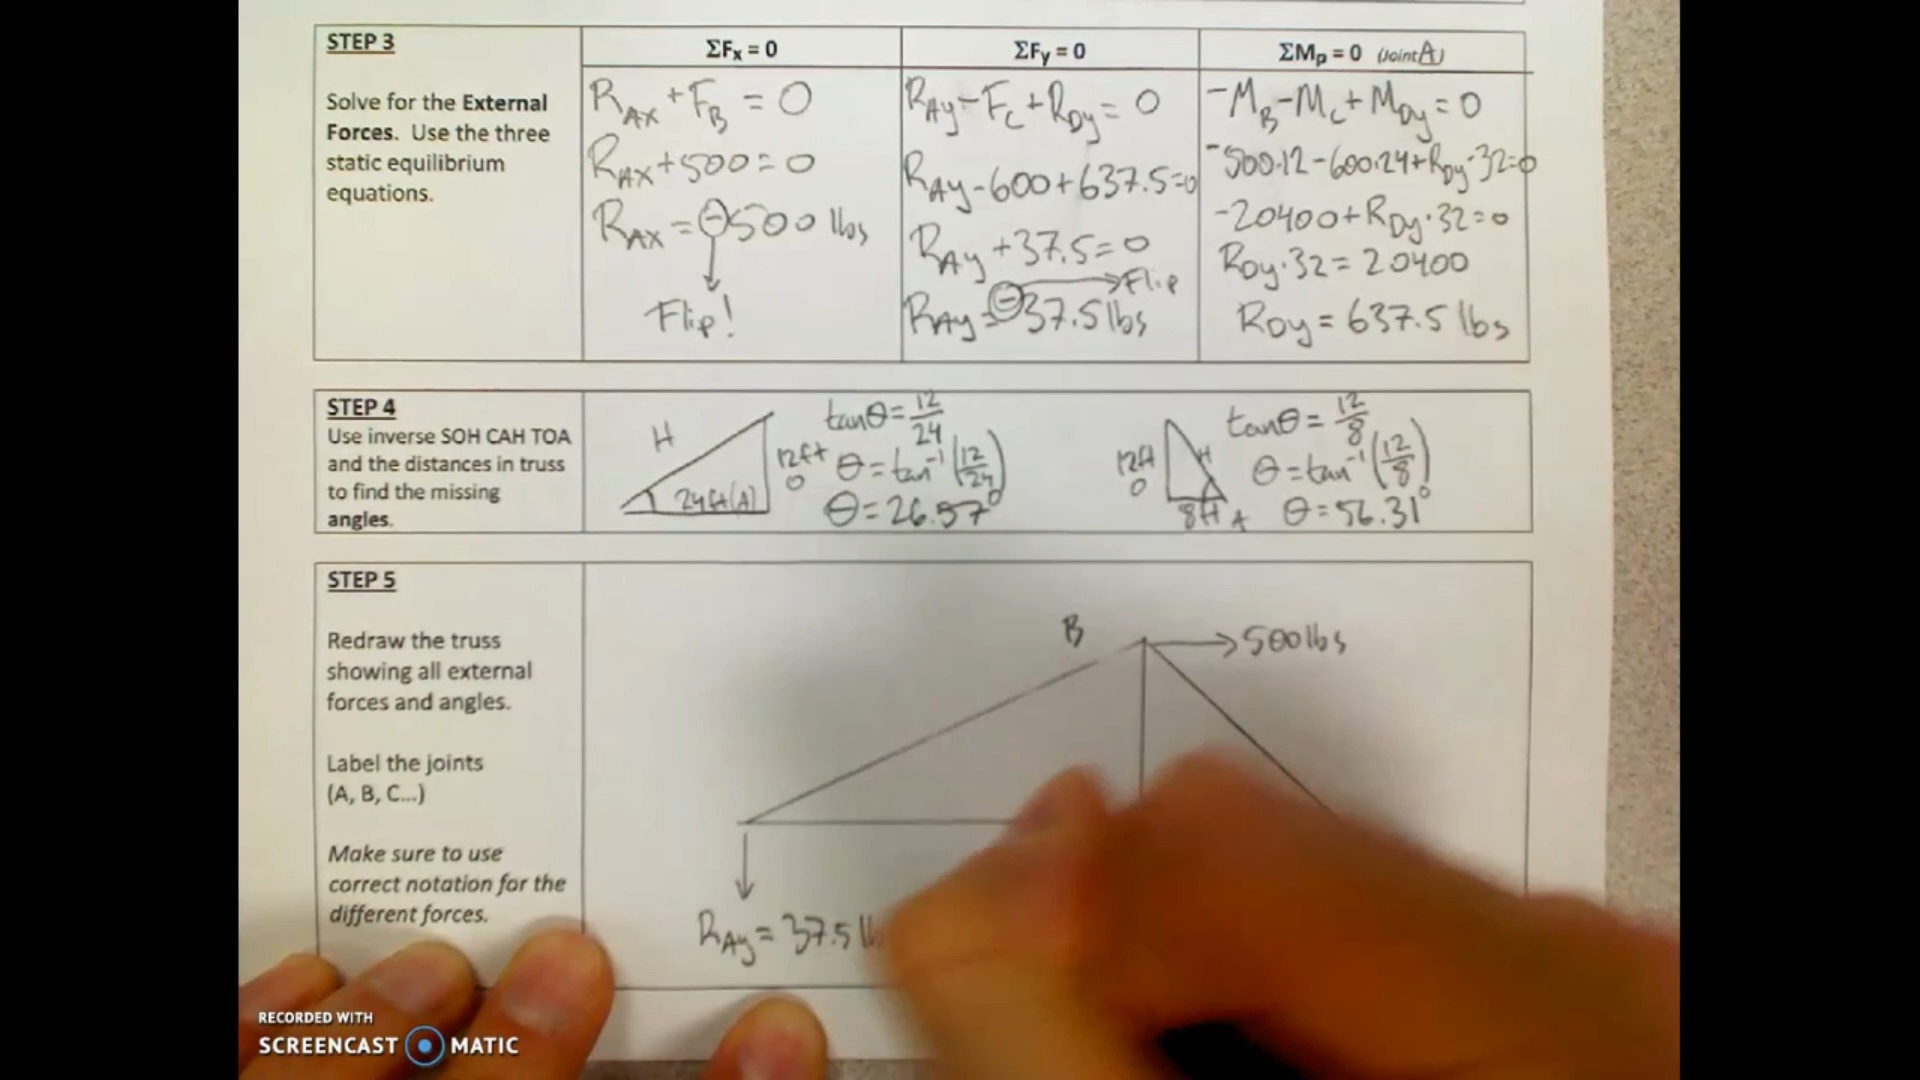 STEP 3
Solve for the External
Forces. Use the three
static equilibrium
equations.
ΣFx = 0
RAX + FB = 0
RAX + 500 = 0
RAX = -500 lbs
Flip!
ΣFy = 0
RAy - FC + RDy = 0
RAy - 600 + 637.5 = 0
RAy + 37.5 = 0
Flip
RAy = -37.5 lbs
ΣMp = 0 (Joint A)
-MB - MC + MDy = 0
-500·12 - 600·24 + RDy·32 = 0
-20400 + RDy·32 = 0
RDy·32 = 20400
RDy = 637.5 lbs
STEP 4
Use inverse SOH CAH TOA
and the distances in truss
to find the missing
angles.
H
12ft
O
24ft(A)
tanθ = 12/24
θ = tan⁻¹(12/24)
θ = 26.57°
12ft
O
H
8ft A
tanθ = 12/8
θ = tan⁻¹(12/8)
θ = 56.31°
STEP 5
Redraw the truss
showing all external
forces and angles.
Label the joints
(A, B, C...)
Make sure to use
correct notation for the
different forces.
B
500lbs
RAy = 37.5
RECORDED WITH
SCREENCAST MATIC